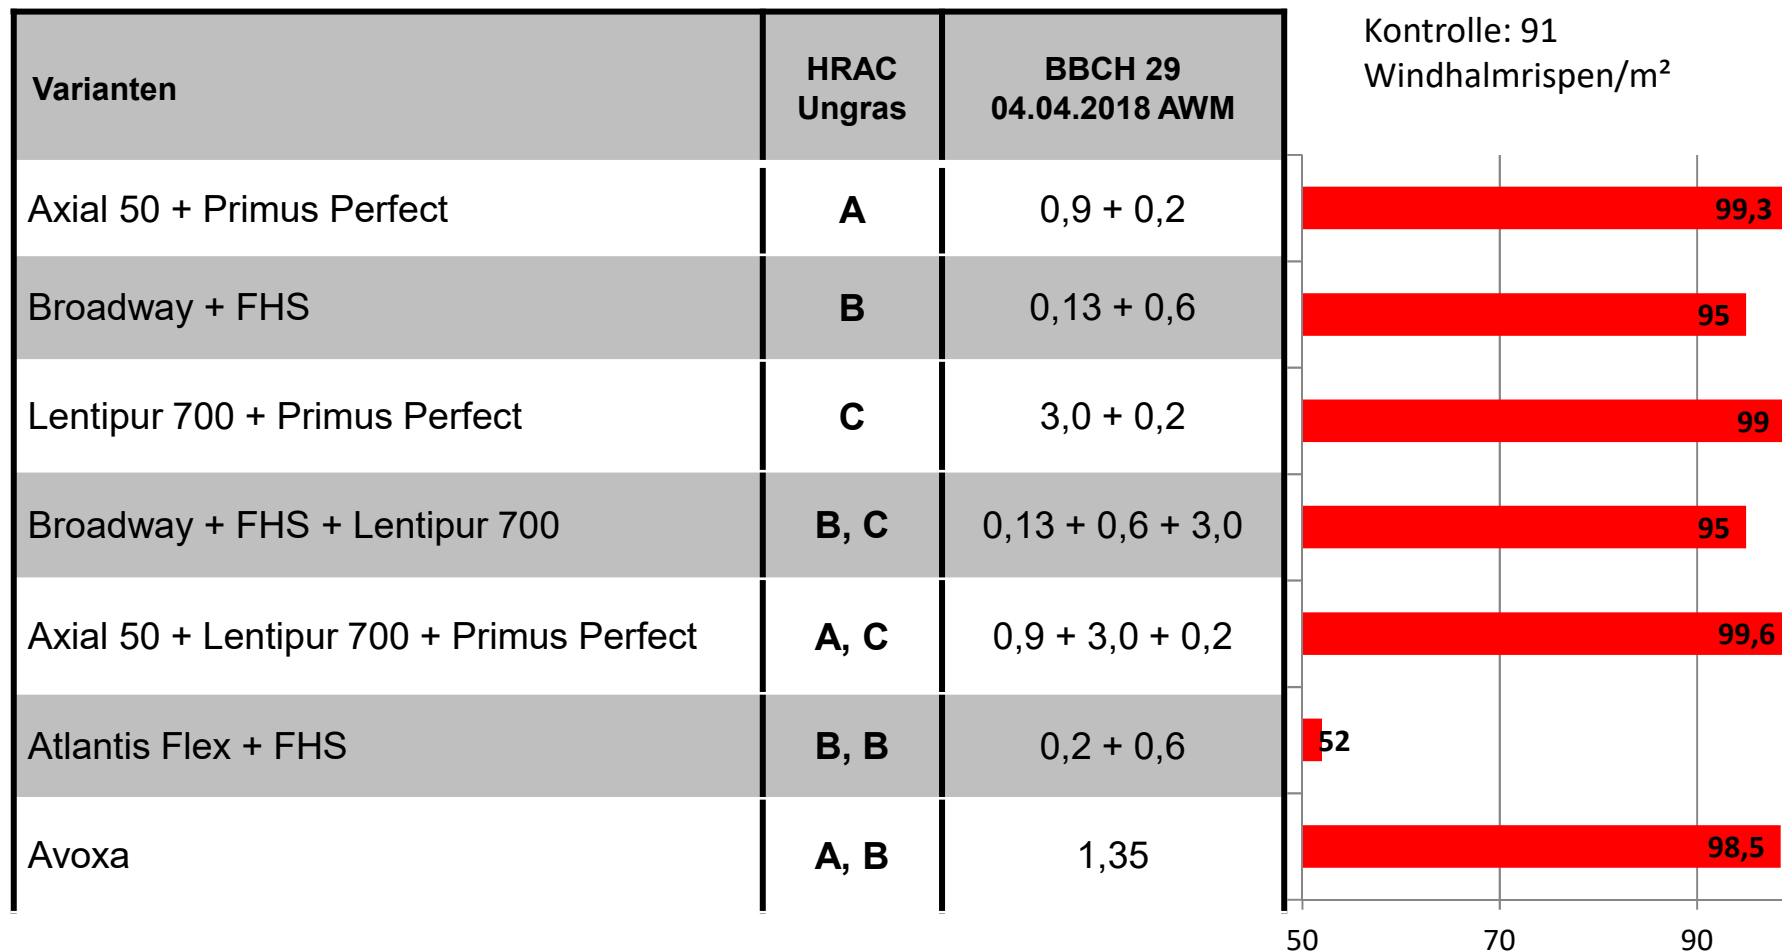 Kontrolle: 91
Windhalmrispen/m²
Varianten
HRAC
Ungras
BBCH 29
04.04.2018 AWM
Axial 50 + Primus Perfect A 0,9 + 0,2 99,3
Broadway + FHS B 0,13 + 0,6 95
Lentipur 700 + Primus Perfect C 3,0 + 0,2 99
Broadway + FHS + Lentipur 700 B, C 0,13 + 0,6 + 3,0 95
Axial 50 + Lentipur 700 + Primus Perfect A, C 0,9 + 3,0 + 0,2 99,6
Atlantis Flex + FHS B, B 0,2 + 0,6 52
Avoxa A, B 1,35 98,5
50 70 90